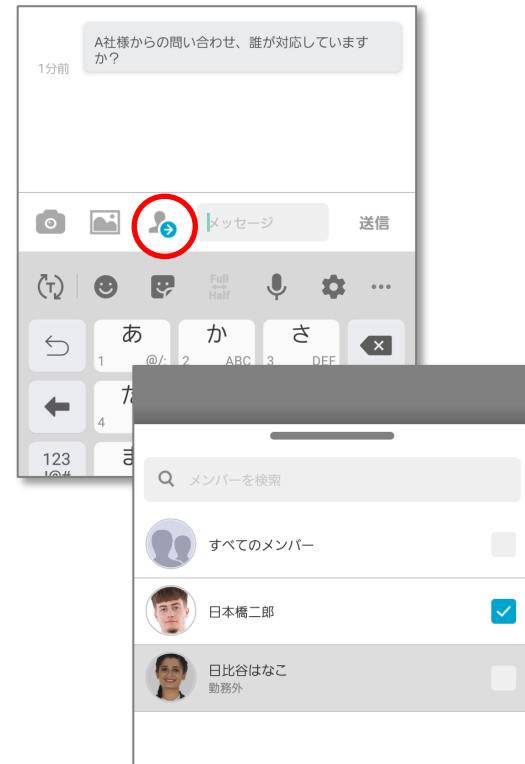 A社様からの問い合わせ、誰が対応しています
か？
1分前
メッセージ
送信
Full
Half
あ
1 @/:
か
2 ABC
さ
3 DEF
4
123
!@#
メンバーを検索
すべてのメンバー
日本橋二郎
日比谷はなこ
勤務外